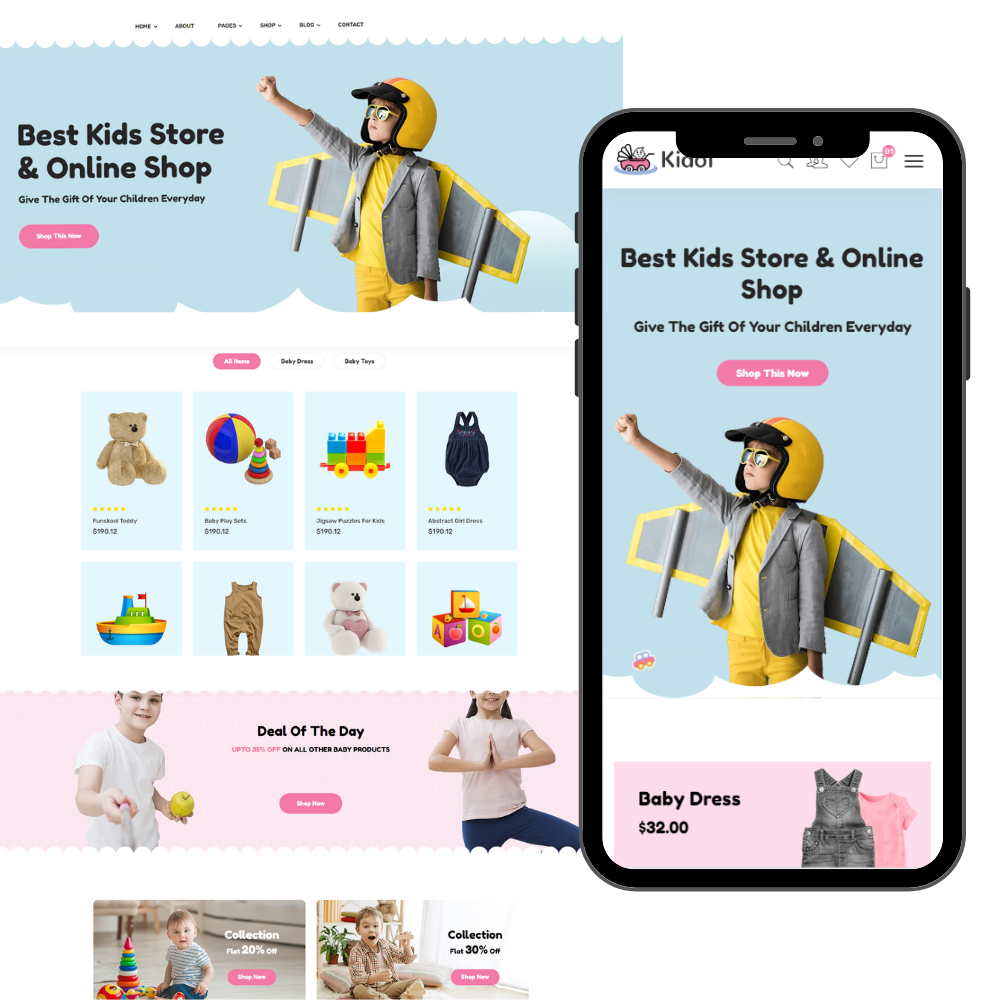 HOME ABOUT PAGES SHOP BLOG CONTACT
Best Kids Store
& Online Shop
Give The Gift Of Your Children Everyday
Shop This Now
All Items Baby Dress Baby Toys
Funskool Teddy
$190.12
Baby Play Sets
$190.12
Jigsaw Puzzles For Kids
$190.12
Abstract Girl Dress
$190.12
A O
Deal Of The Day
UPTO 35% OFF ON ALL OTHER BABY PRODUCTS
Shop Now
Collection
Flat 20% Off
Shop Now
Collection
Flat 30% Off
Shop Now
Kidol
01
Best Kids Store & Online
Shop
Give The Gift Of Your Children Everyday
Shop This Now
Baby Dress
$32.00